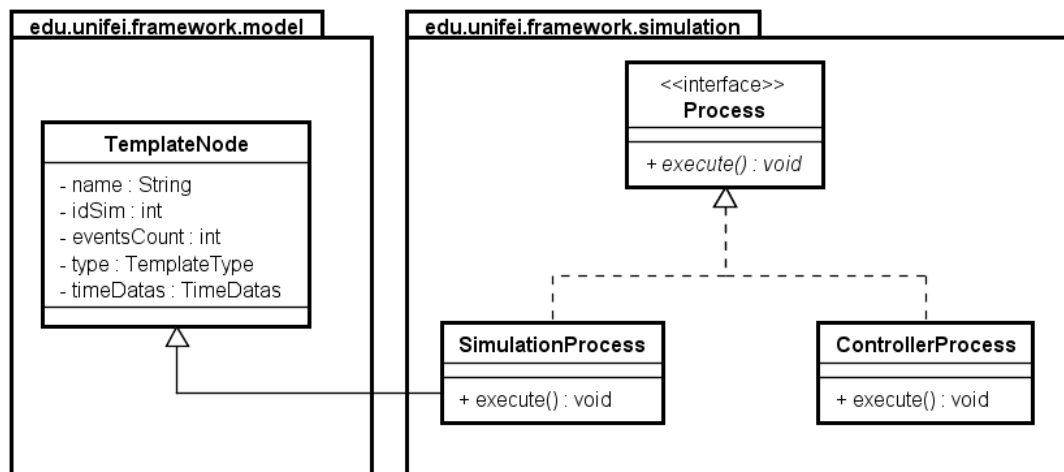 edu.unifei.framework.model
edu.unifei.framework.simulation
<<interface>>
Process
+ execute() : void
TemplateNode
- name : String
- idSim : int
- eventsCount : int
- type : TemplateType
- timeDatas : TimeDatas
SimulationProcess
+ execute() : void
ControllerProcess
+ execute() : void